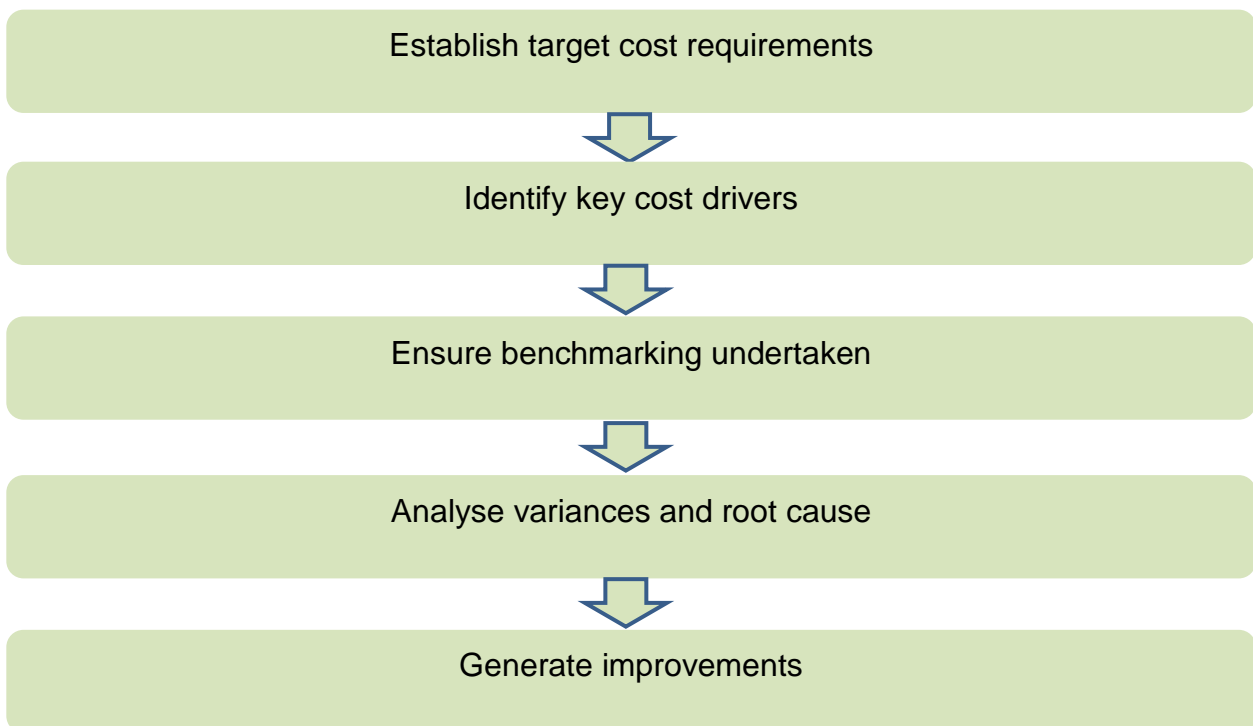 Establish target cost requirements
Identify key cost drivers
Ensure benchmarking undertaken
Analyse variances and root cause
Generate improvements